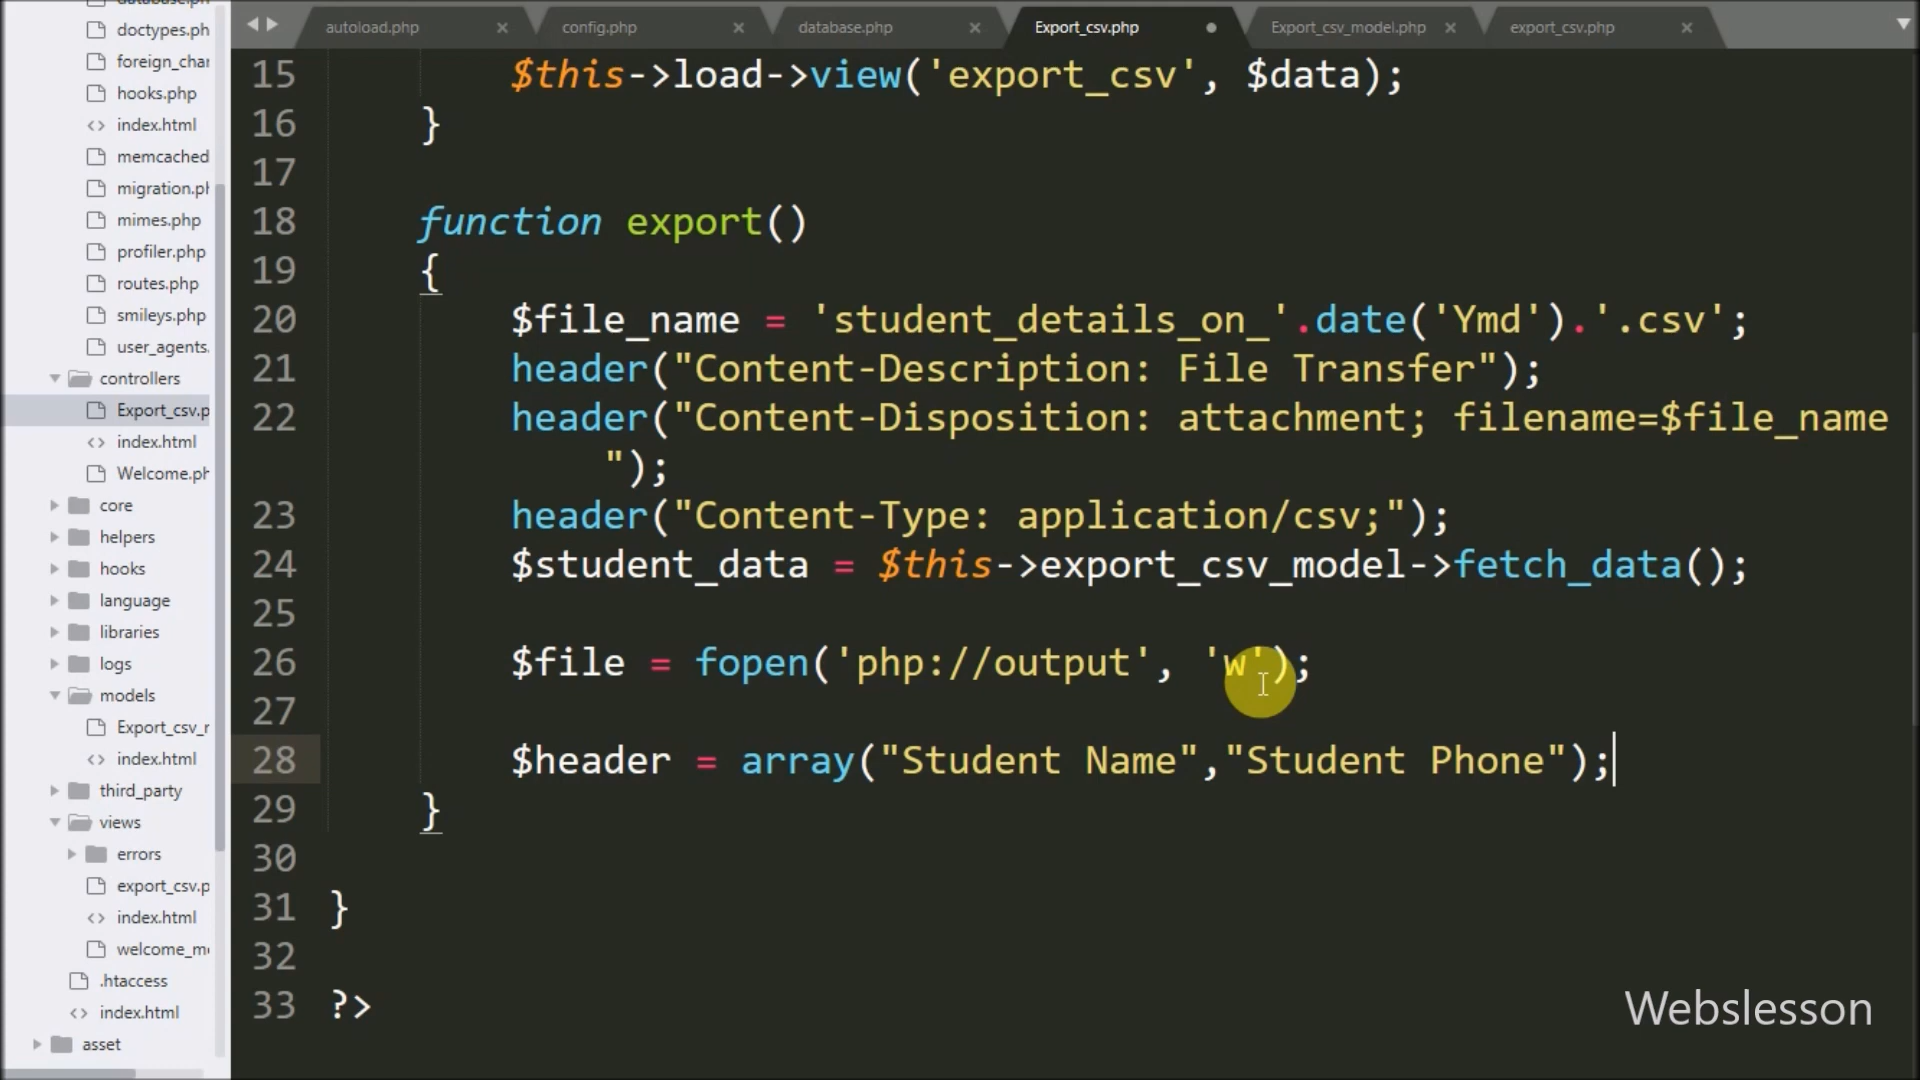 autoload.php × config.php × database.php × Export_csv.php Export_csv_model.php × export_csv.php ×
doctypes.ph
foreign_char
hooks.php
<> index.html
memcached
migration.ph
mimes.php
profiler.php
routes.php
smileys.php
user_agents.
controllers
Export_csv.p
<> index.html
Welcome.ph
core
helpers
hooks
language
libraries
logs
models
Export_csv_r
<> index.html
third_party
views
errors
export_csv.p
<> index.html
welcome_m
.htaccess
<> index.html
asset
15 $this->load->view('export_csv', $data);
16 }
17
18 function export()
19 {
20 $file_name = 'student_details_on_'.date('Ymd').'.csv';
21 header("Content-Description: File Transfer");
22 header("Content-Disposition: attachment; filename=$file_name
");
23 header("Content-Type: application/csv;");
24 $student_data = $this->export_csv_model->fetch_data();
25
26 $file = fopen('php://output', 'w');
27
28 $header = array("Student Name","Student Phone");
29 }
30
31 }
32
33 ?>
Webslesson